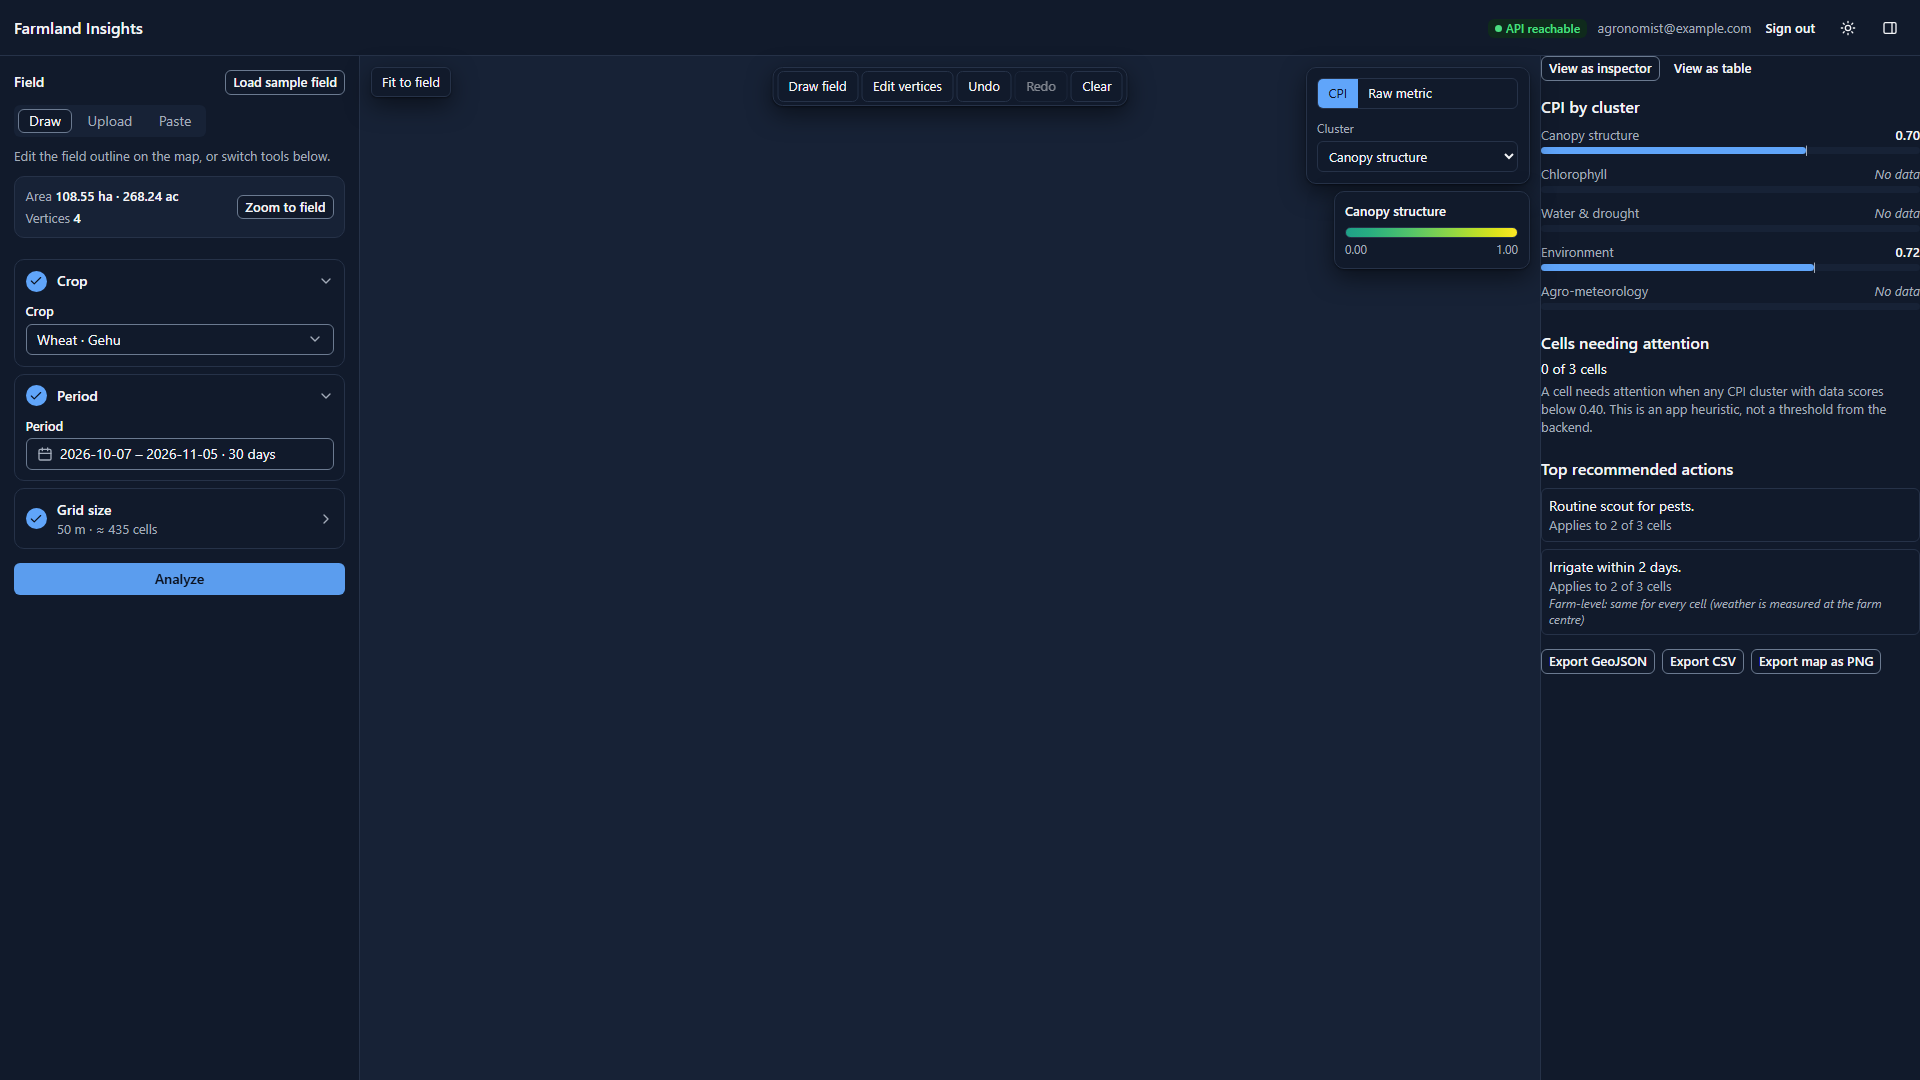 Farmland Insights
API reachable
agronomist@example.com
Sign out
Field
Load sample field
Draw
Upload
Paste
Edit the field outline on the map, or switch tools below.
Area 108.55 ha · 268.24 ac
Vertices 4
Zoom to field
Crop
Crop
Wheat · Gehu
Period
Period
2026-10-07 – 2026-11-05 · 30 days
Grid size
50 m · ≈ 435 cells
Analyze
Fit to field
Draw field
Edit vertices
Undo
Redo
Clear
CPI
Raw metric
Cluster
Canopy structure
Canopy structure
0.00
1.00
View as inspector
View as table
CPI by cluster
Canopy structure
0.70
Chlorophyll
No data
Water & drought
No data
Environment
0.72
Agro-meteorology
No data
Cells needing attention
0 of 3 cells
A cell needs attention when any CPI cluster with data scores
below 0.40. This is an app heuristic, not a threshold from the
backend.
Top recommended actions
Routine scout for pests.
Applies to 2 of 3 cells
Irrigate within 2 days.
Applies to 2 of 3 cells
Farm-level: same for every cell (weather is measured at the farm
centre)
Export GeoJSON
Export CSV
Export map as PNG